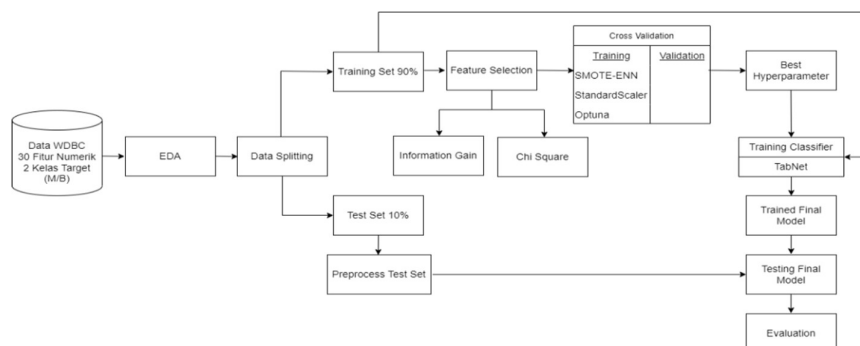 Data WDBC
30 Fitur Numerik
2 Kelas Target
(M/B)
EDA
Data Splitting
Training Set 90%
Feature Selection
Information Gain
Chi Square
Cross Validation
Training
SMOTE-ENN
StandardScaler
Optuna
Validation
Best
Hyperparameter
Training Classifier
TabNet
Trained Final
Model
Test Set 10%
Preprocess Test Set
Testing Final
Model
Evaluation